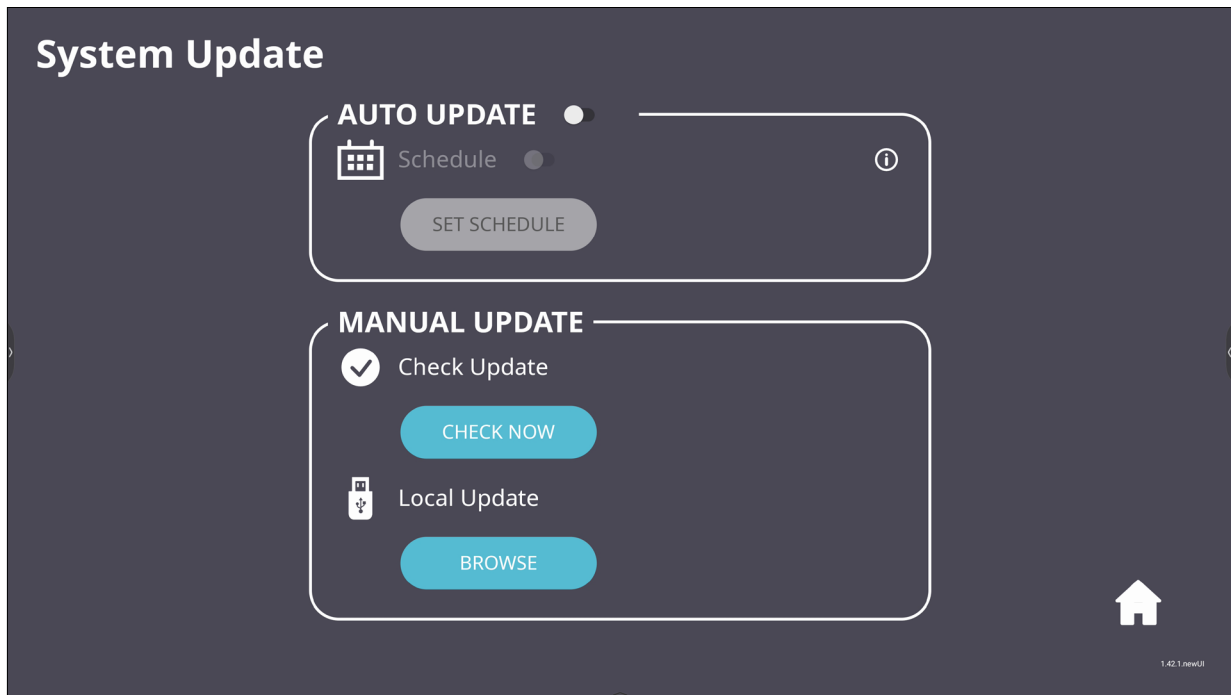 System Update
AUTO UPDATE
Schedule
SET SCHEDULE
MANUAL UPDATE
Check Update
CHECK NOW
Local Update
BROWSE
1.42.1.newUI